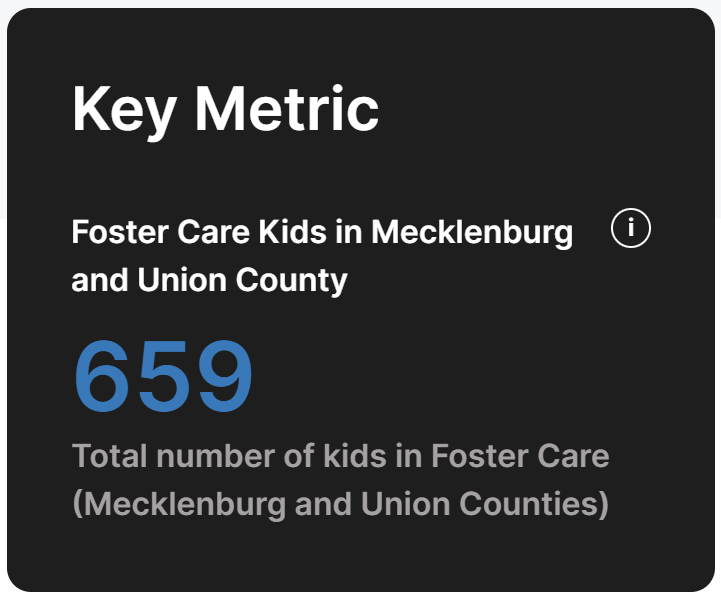 Key Metric
Foster Care Kids in Mecklenburg
i
and Union County
659
Total number of kids in Foster Care
(Mecklenburg and Union Counties)